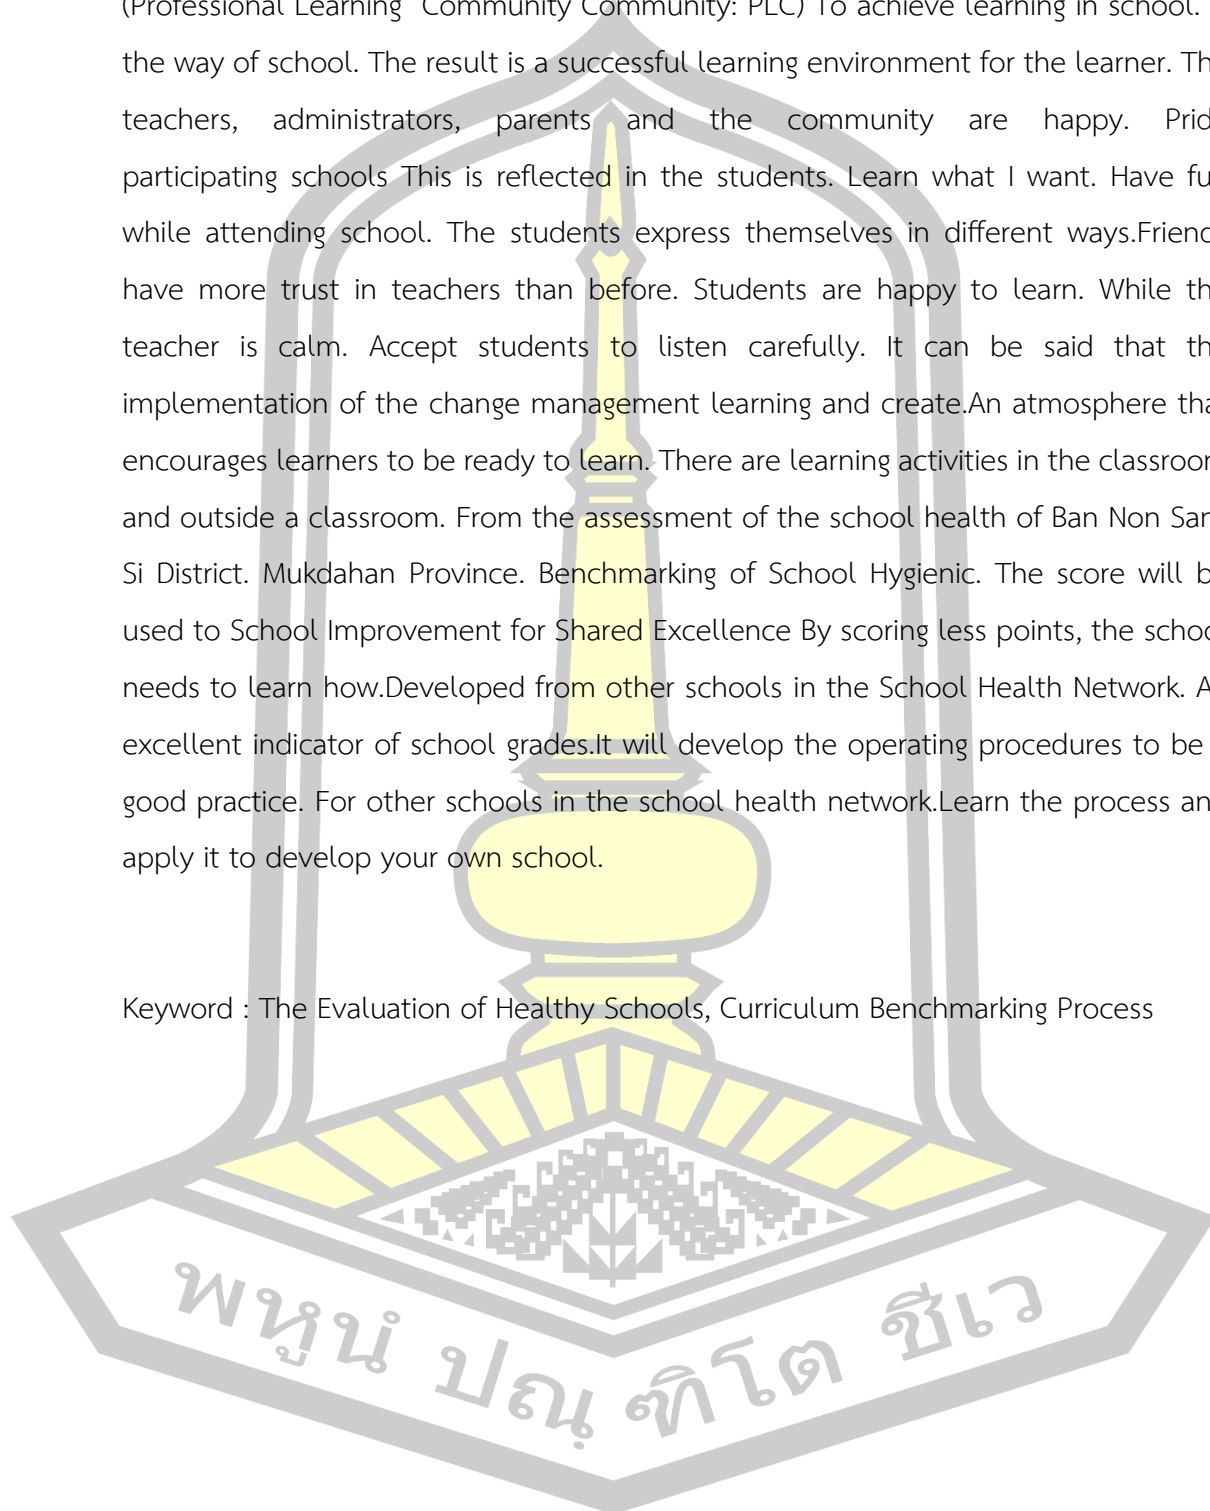 (Professional Learning Community Community: PLC) To achieve learning in school.
the way of school. The result is a successful learning environment for the learner. Th
teachers, administrators, parents and the community are happy. Prid
participating schools This is reflected in the students. Learn what I want. Have fu
while attending school. The students express themselves in different ways.Friend
have more trust in teachers than before. Students are happy to learn. While th
teacher is calm. Accept students to listen carefully. It can be said that th
implementation of the change management learning and create.An atmosphere tha
encourages learners to be ready to learn. There are learning activities in the classroom
and outside a classroom. From the assessment of the school health of Ban Non San
Si District. Mukdahan Province. Benchmarking of School Hygienic. The score will b
used to School Improvement for Shared Excellence By scoring less points, the schoo
needs to learn how.Developed from other schools in the School Health Network. A
excellent indicator of school grades.It will develop the operating procedures to be
good practice. For other schools in the school health network.Learn the process an
apply it to develop your own school.
Keyword : The Evaluation of Healthy Schools, Curriculum Benchmarking Process
พหูนํ ปณฺฑิโต ชีเว